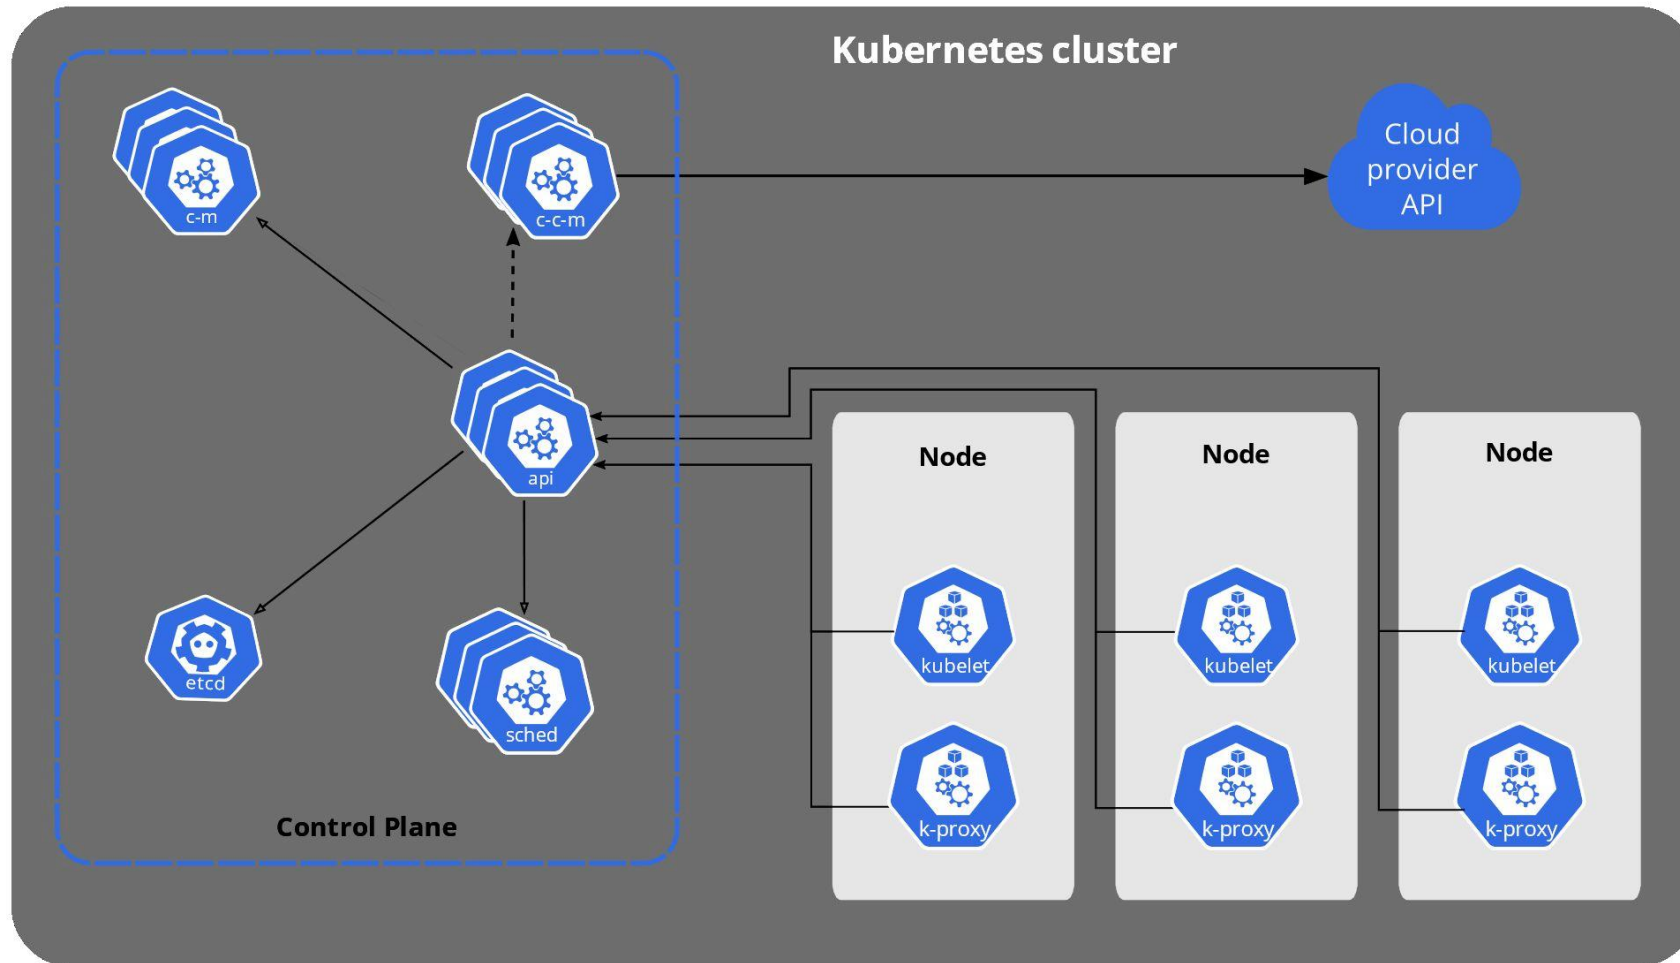 Kubernetes cluster
c-m
c-c-m
Cloud
provider
API
api
Node
Node
Node
etcd
sched
kubelet
kubelet
kubelet
k-proxy
k-proxy
k-proxy
Control Plane